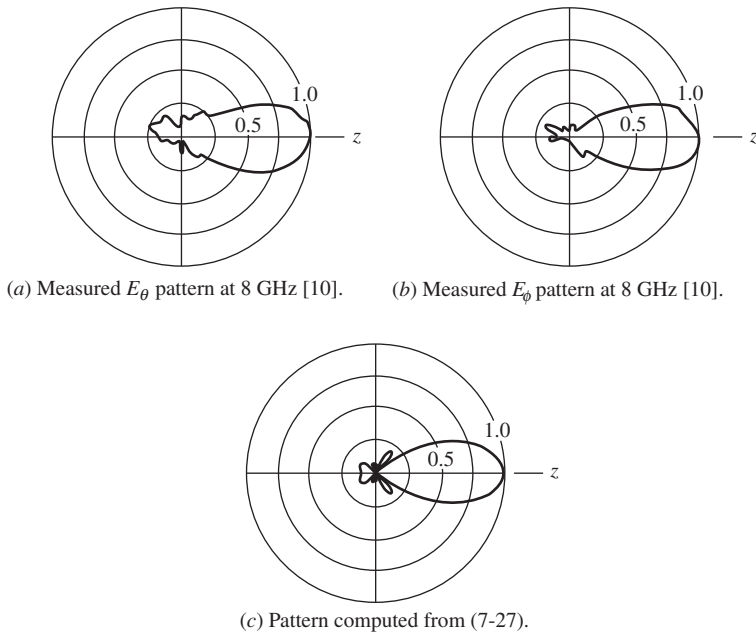 1.0
0.5
z
1.0
0.5
z
(a) Measured E_θ pattern at 8 GHz [10].
(b) Measured E_ϕ pattern at 8 GHz [10].
1.0
0.5
z
(c) Pattern computed from (7-27).